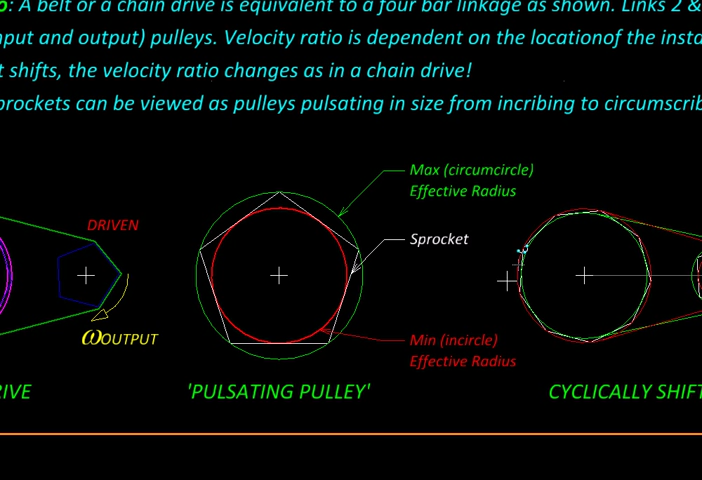 o: A belt or a chain drive is equivalent to a four bar linkage as shown. Links 2 &
nput and output) pulleys. Velocity ratio is dependent on the locationof the insta
t shifts, the velocity ratio changes as in a chain drive!
prockets can be viewed as pulleys pulsating in size from incribing to circumscrib
Max (circumcircle)
Effective Radius
DRIVEN
Sprocket
ωOUTPUT
Min (incircle)
Effective Radius
RIVE
'PULSATING PULLEY'
CYCLICALLY SHIFT